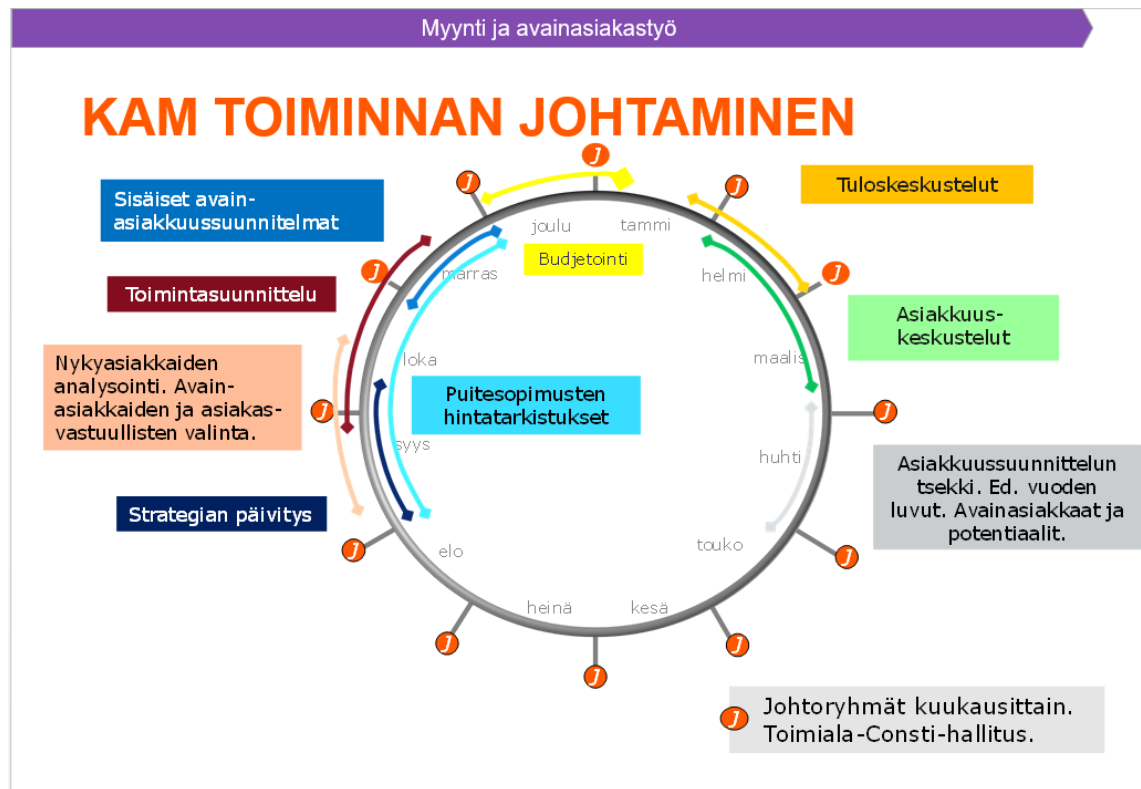 Myynti ja avainasiakastyö
KAM TOIMINNAN JOHTAMINEN
J
J
J
J
J
J
J
J
J
J
J
J
Sisäiset avain-
asiakkuussuunnitelmat
Toimintasuunnittelu
Nykyasiakkaiden
analysointi. Avain-
asiakkaiden ja asiakas-
vastuullisten valinta.
Strategian päivitys
joulu
tammi
Budjetointi
marras
helmi
loka
maalis
Puitesopimusten
hintatarkistukset
syys
huhti
elo
touko
heinä
kesä
Tuloskeskustelut
Asiakkuus-
keskustelut
Asiakkuussuunnittelun
tsekki. Ed. vuoden
luvut. Avainasiakkaat ja
potentiaalit.
J
Johtoryhmät kuukausittain.
Toimiala-Consti-hallitus.